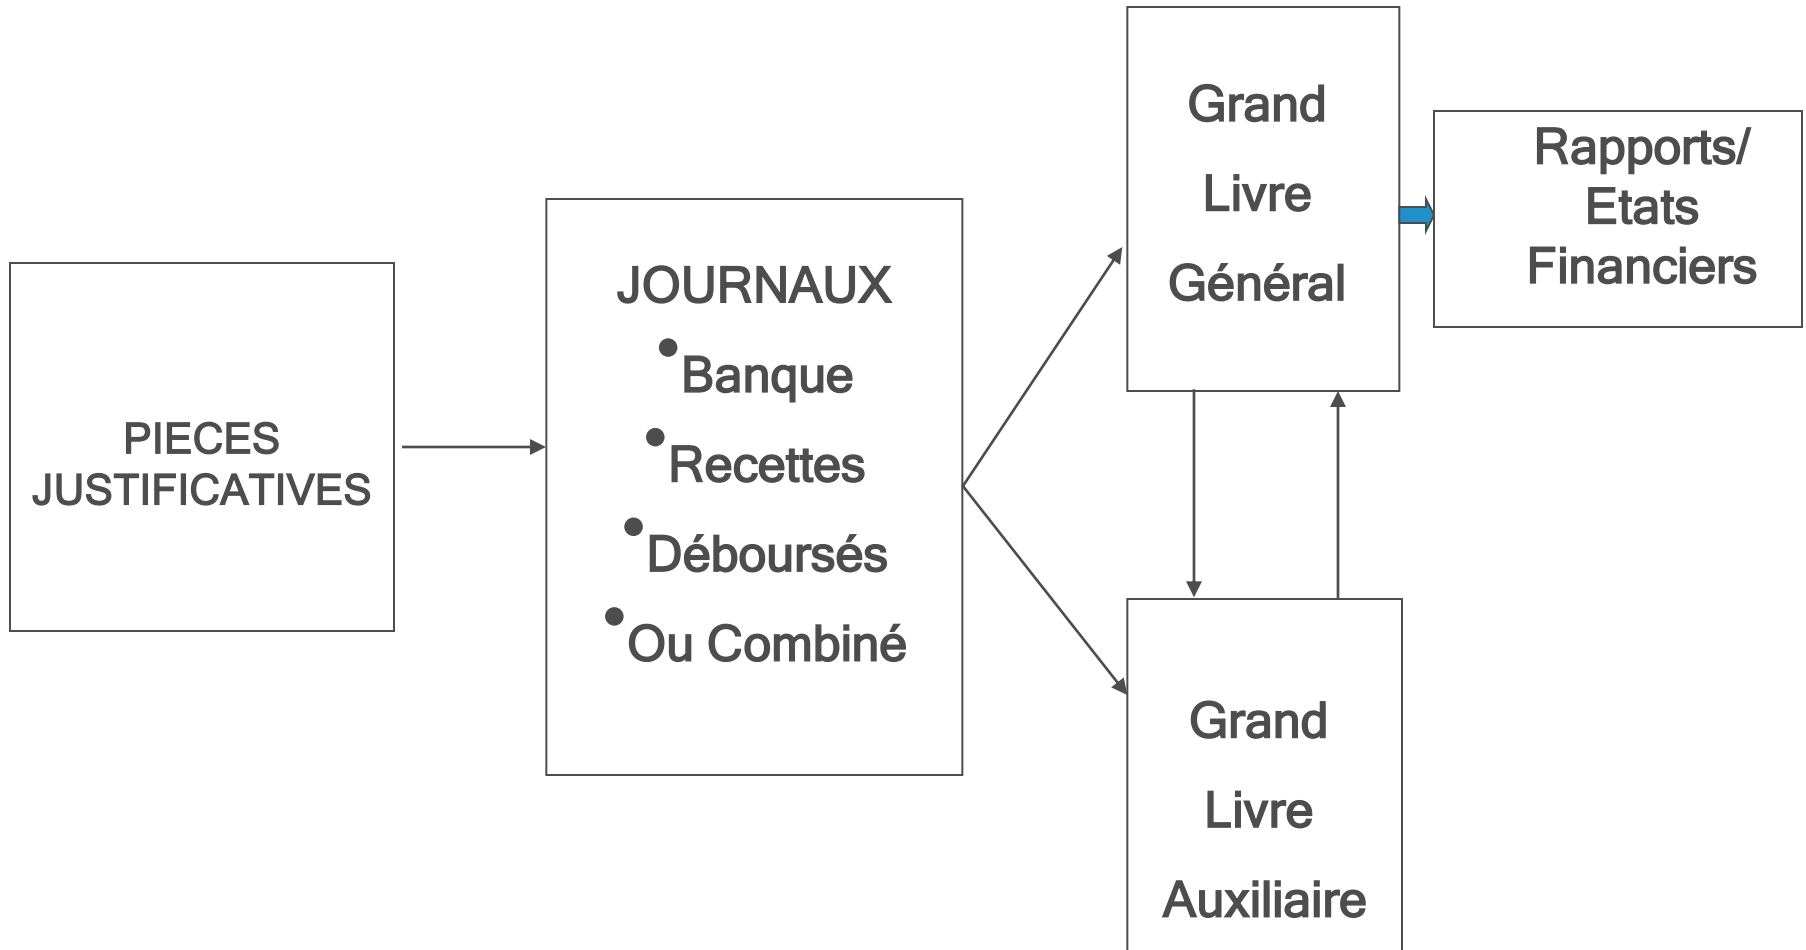 PIECES
JUSTIFICATIVES
JOURNAUX
• Banque
• Recettes
• Déboursés
• Ou Combiné
Grand
Livre
Général
Rapports/
Etats
Financiers
Grand
Livre
Auxiliaire